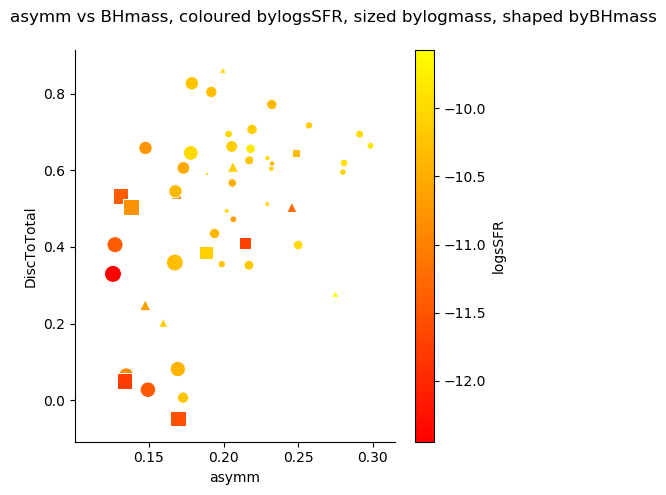 asymm vs BHmass, coloured bylogsSFR, sized bylogmass, shaped byBHmass
DiscToTotal
0.8
0.6
0.4
0.2
0.0
0.15 0.20 0.25 0.30
asymm
−10.0
−10.5
−11.0
−11.5
−12.0
logsSFR